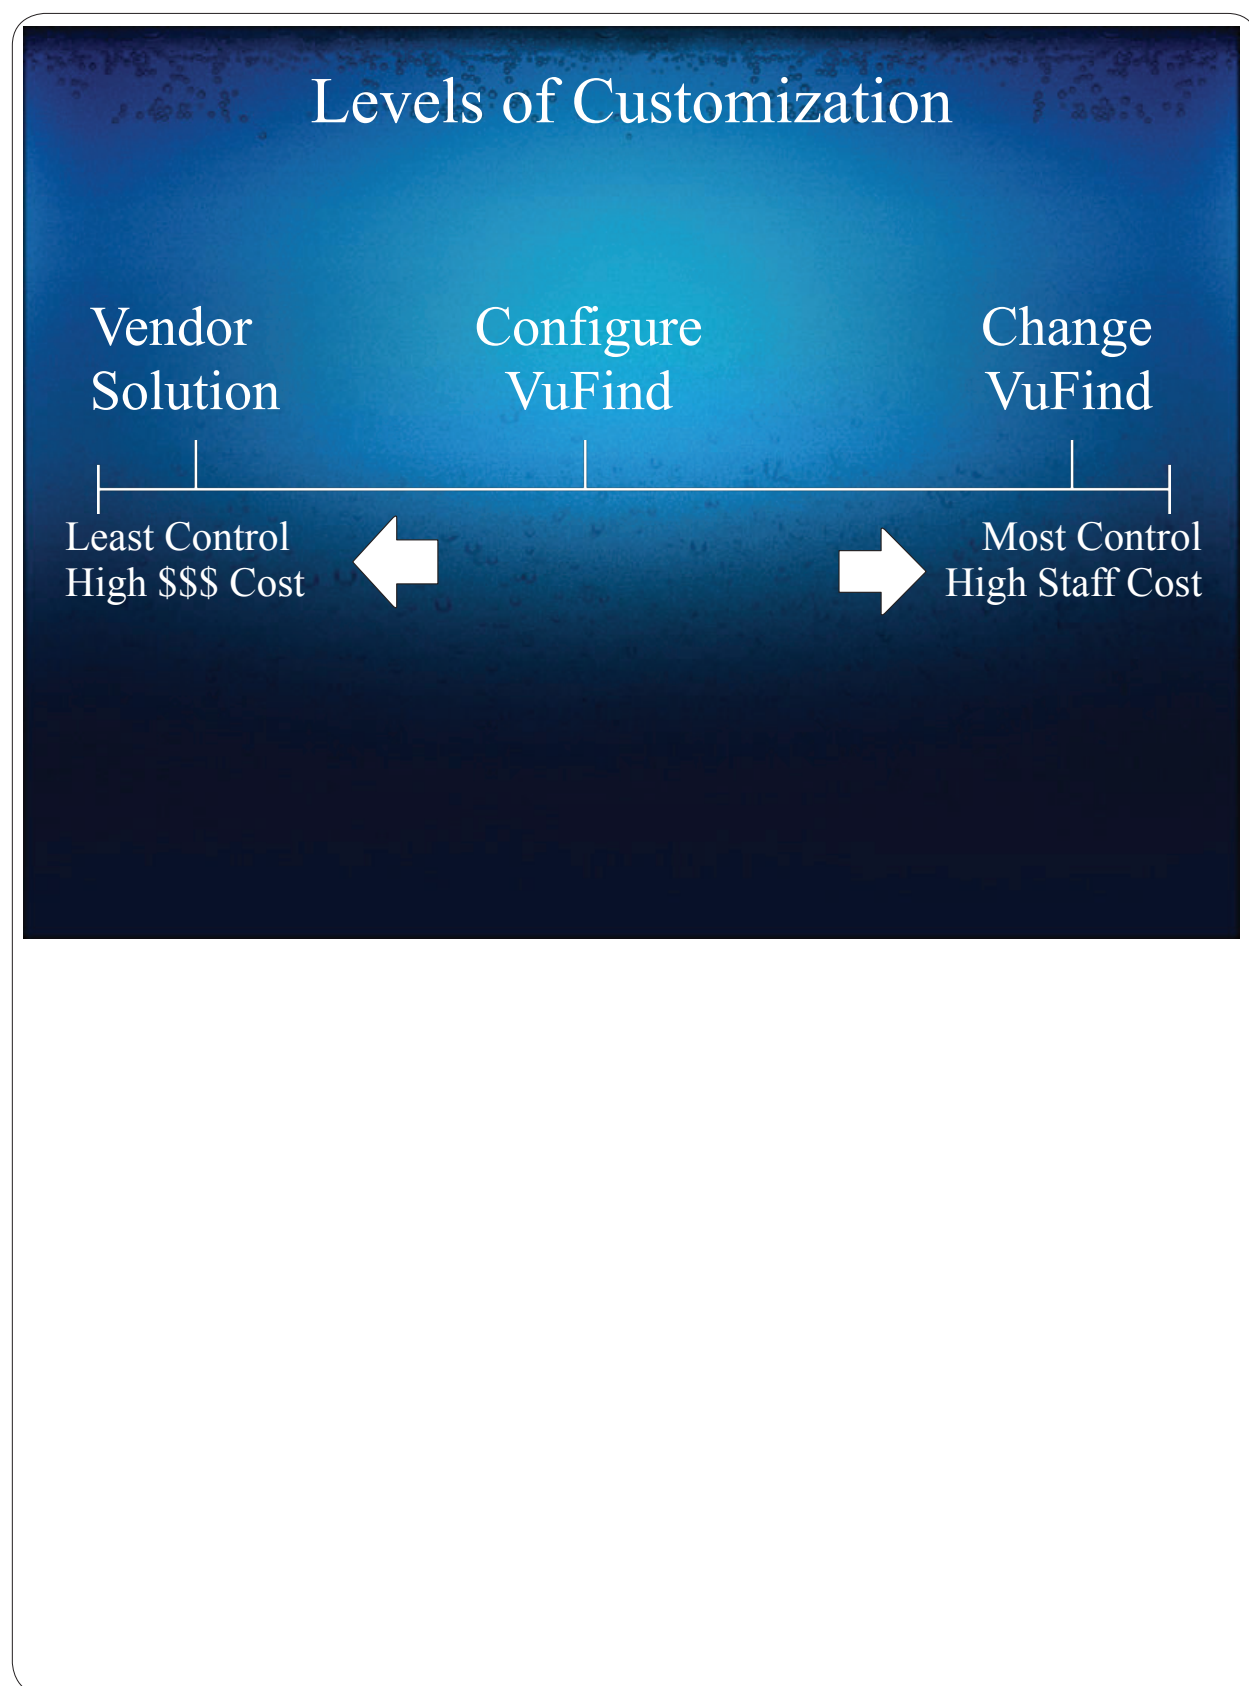 Levels of Customization
Vendor
Solution
Configure
VuFind
Change
VuFind
Least Control
High $$$ Cost
Most Control
High Staff Cost